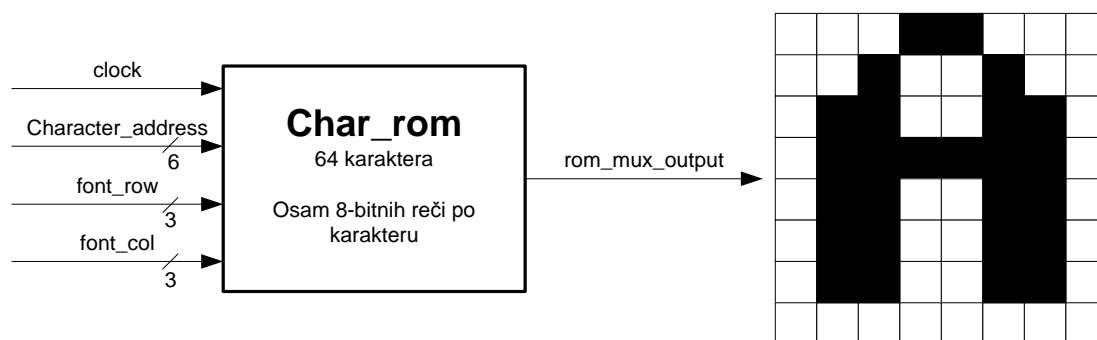 clock
Character_address
6
font_row
3
font_col
3
Char_rom
64 karaktera
Osam 8-bitnih reči po
karakteru
rom_mux_output